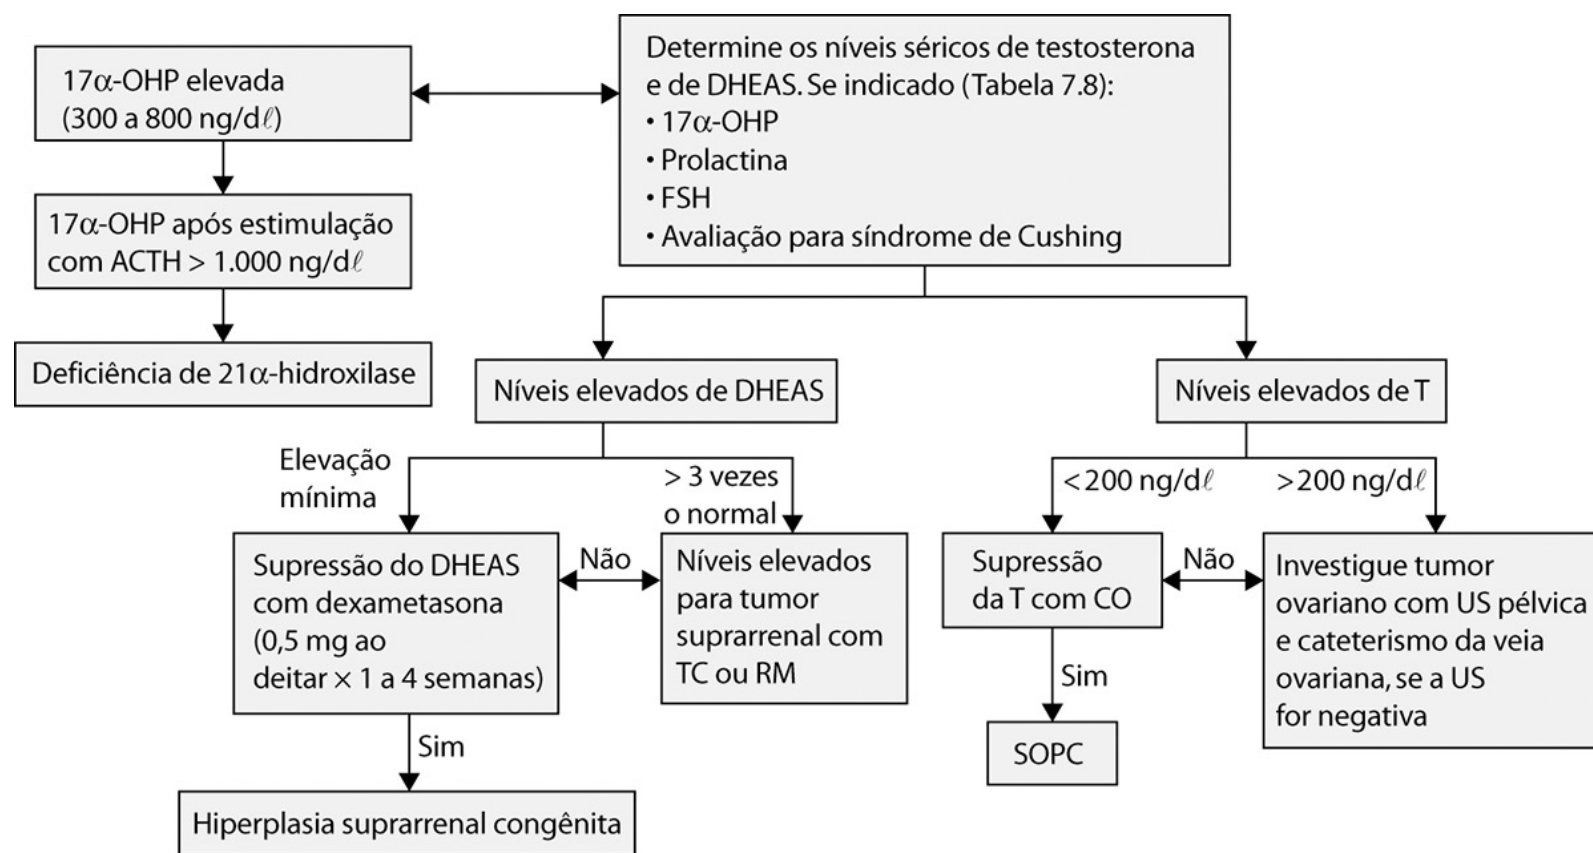 17α-OHP elevada
(300 a 800 ng/dℓ)
17α-OHP após estimulação
com ACTH > 1.000 ng/dℓ
Deficiência de 21α-hidroxilase
Determine os níveis séricos de testosterona
e de DHEAS. Se indicado (Tabela 7.8):
• 17α-OHP
• Prolactina
• FSH
• Avaliação para síndrome de Cushing
Níveis elevados de DHEAS
Elevação
mínima
> 3 vezes
o normal
Supressão do DHEAS
com dexametasona
(0,5 mg ao
deitar × 1 a 4 semanas)
Não
Níveis elevados
para tumor
suprarrenal com
TC ou RM
Sim
Hiperplasia suprarrenal congênita
Níveis elevados de T
<200 ng/dℓ
>200 ng/dℓ
Supressão
da T com CO
Não
Investigue tumor
ovariano com US pélvica
e cateterismo da veia
ovariana, se a US
for negativa
Sim
SOPC